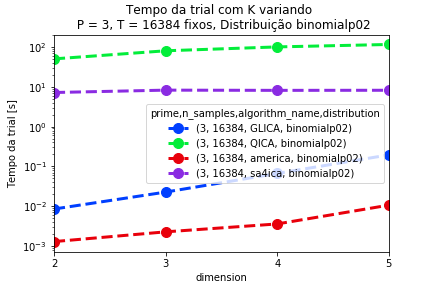 Tempo da trial com K variando
P = 3, T = 16384 fixos, Distribuição binomialp02
Tempo da trial [s]
10²
10¹
10⁰
10⁻¹
10⁻²
10⁻³
prime,n_samples,algorithm_name,distribution
(3, 16384, GLICA, binomialp02)
(3, 16384, QICA, binomialp02)
(3, 16384, america, binomialp02)
(3, 16384, sa4ica, binomialp02)
2 3 4 5
dimension